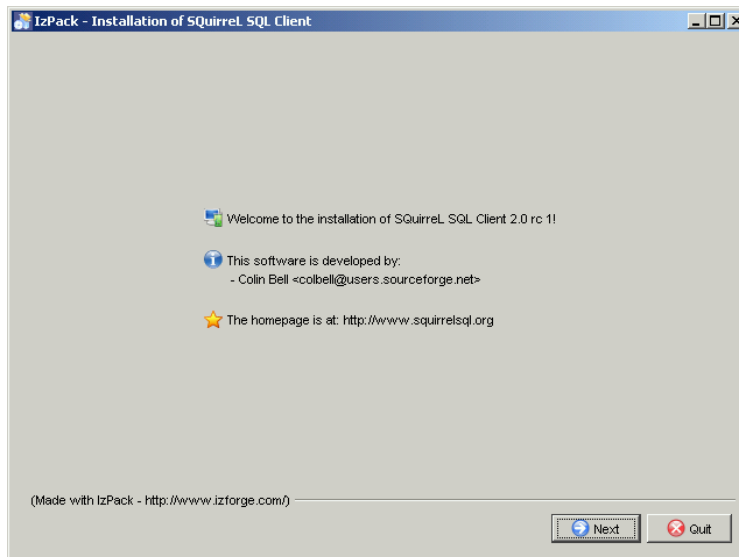 IzPack - Installation of SQuirreL SQL Client
Welcome to the installation of SQuirreL SQL Client 2.0 rc 1!
This software is developed by:
- Colin Bell <colbell@users.sourceforge.net>
The homepage is at: http://www.squirrelsql.org
(Made with IzPack - http://www.izforge.com/)
Next
Quit